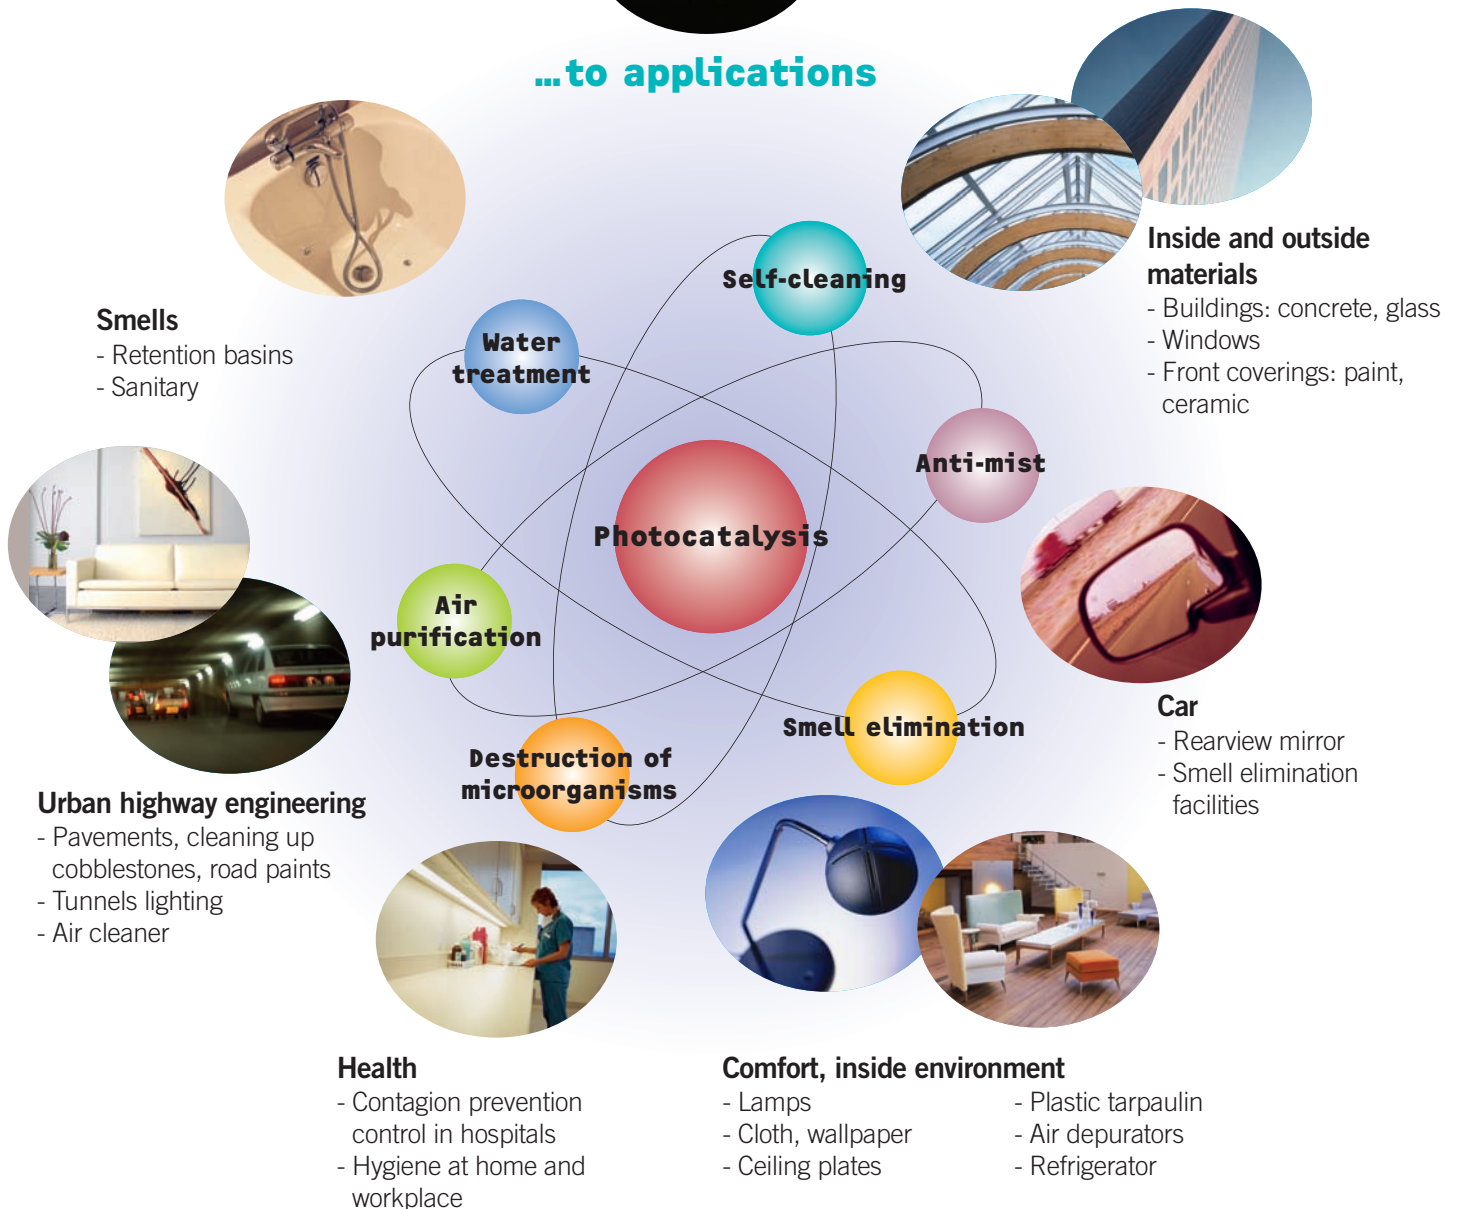 ...to applications
Self-cleaning
Water
treatment
Anti-mist
Photocatalysis
Air
purification
Smell elimination
Destruction of
microorganisms
Inside and outside
materials
- Buildings: concrete, glass
- Windows
- Front coverings: paint,
ceramic
Smells
- Retention basins
- Sanitary
Car
- Rearview mirror
- Smell elimination
facilities
Urban highway engineering
- Pavements, cleaning up
cobblestones, road paints
- Tunnels lighting
- Air cleaner
Health
- Contagion prevention
control in hospitals
- Hygiene at home and
workplace
Comfort, inside environment
- Lamps
- Cloth, wallpaper
- Ceiling plates
- Plastic tarpaulin
- Air depurators
- Refrigerator